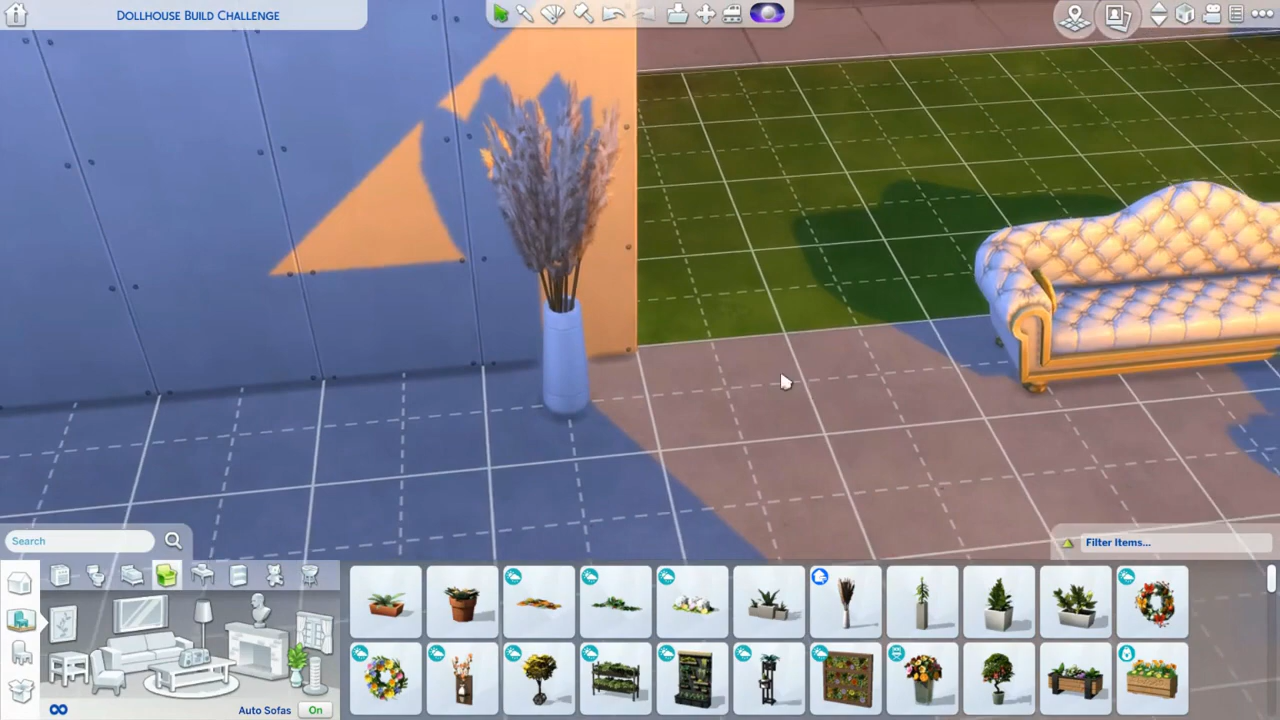 Dollhouse Build Challenge
Search
Filter Items...
Auto Sofas
On